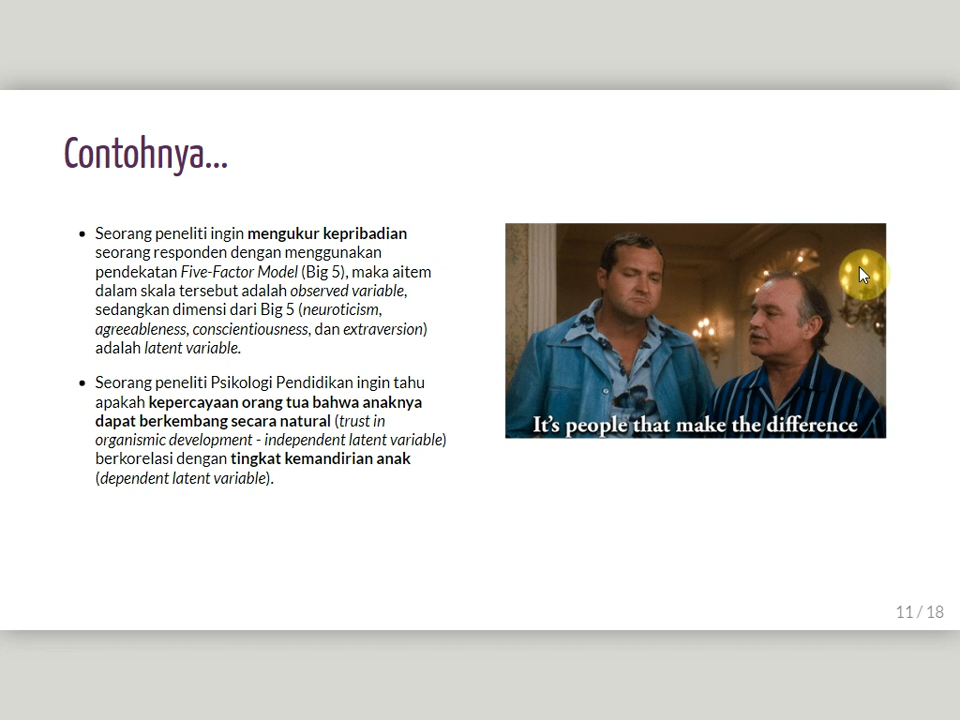 Contohnya...
• Seorang peneliti ingin mengukur kepribadian
seorang responden dengan menggunakan
pendekatan Five-Factor Model (Big 5), maka aitem
dalam skala tersebut adalah observed variable,
sedangkan dimensi dari Big 5 (neuroticism,
agreeableness, conscientiousness, dan extraversion)
adalah latent variable.
• Seorang peneliti Psikologi Pendidikan ingin tahu
apakah kepercayaan orang tua bahwa anaknya
dapat berkembang secara natural (trust in
organismic development - independent latent variable)
berkorelasi dengan tingkat kemandirian anak
(dependent latent variable).
It's people that make the difference
11 / 18